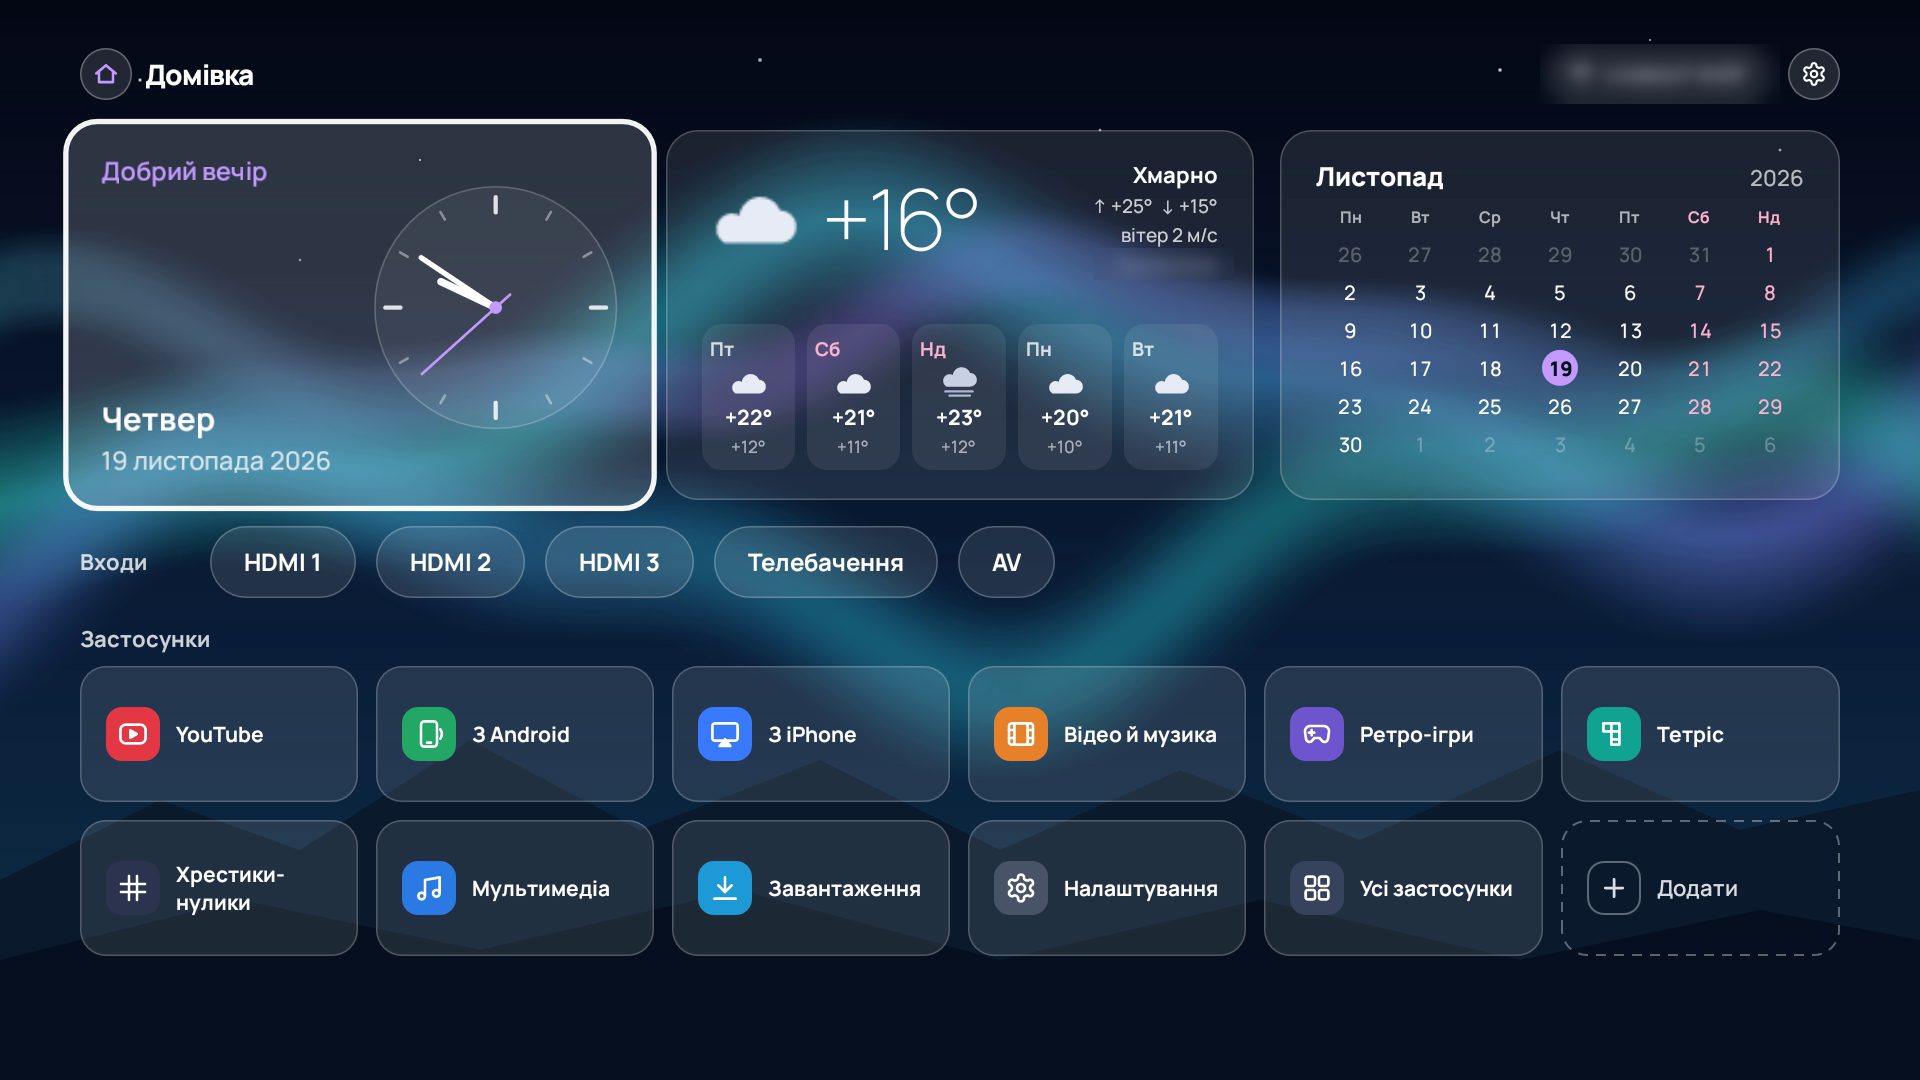 Домівка
Добрий вечір
Четвер
19 листопада 2026
+16°
Хмарно
↑ +25° ↓ +15°
вітер 2 м/с
Пт Сб Нд Пн Вт
+22° +21° +23° +20° +21°
+12° +11° +12° +10° +11°
Листопад 2026
Пн Вт Ср Чт Пт Сб Нд
26 27 28 29 30 31 1
2 3 4 5 6 7 8
9 10 11 12 13 14 15
16 17 18 19 20 21 22
23 24 25 26 27 28 29
30 1 2 3 4 5 6
Входи HDMI 1 HDMI 2 HDMI 3 Телебачення AV
Застосунки
YouTube
З Android
З iPhone
Відео й музика
Ретро-ігри
Тетріс
Хрестики-
нулики
Мультимедіа
Завантаження
Налаштування
Усі застосунки
Додати